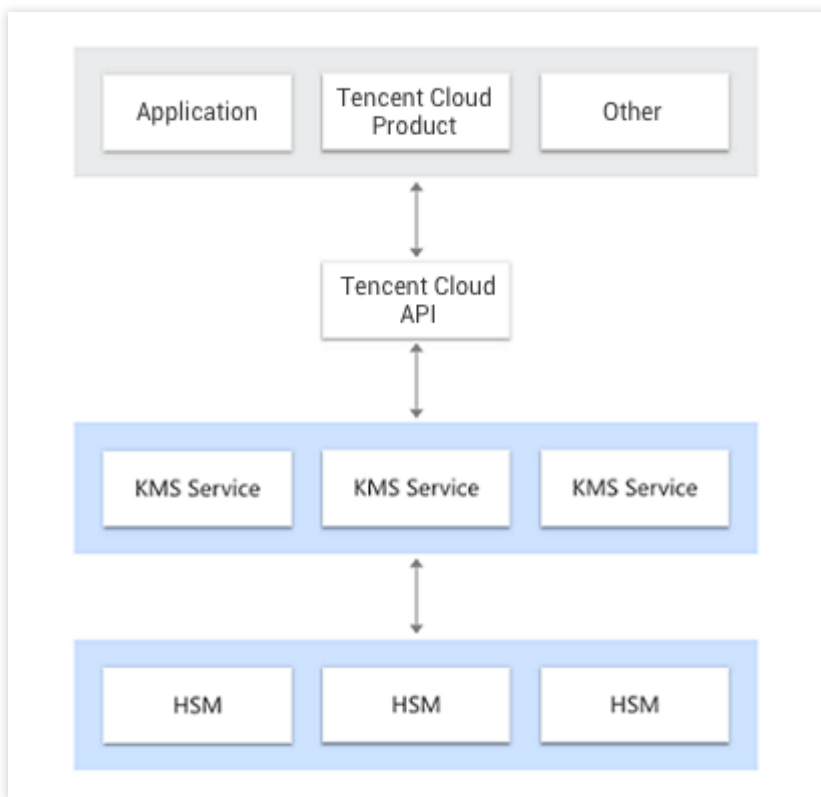 Application
Tencent Cloud
Product
Other
Tencent Cloud
API
KMS Service
KMS Service
KMS Service
HSM
HSM
HSM